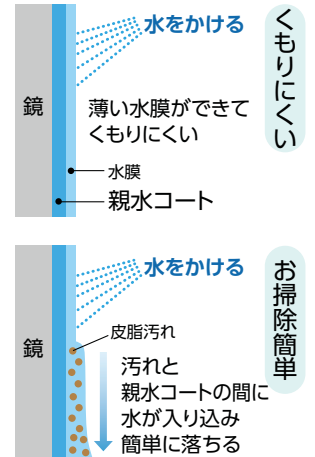 くもりにくい
水をかける
鏡
薄い水膜ができて
くもりにくい
水膜
親水コート
お掃除簡単
水をかける
皮脂汚れ
鏡
汚れと
親水コートの間に
水が入り込み
簡単に落ちる